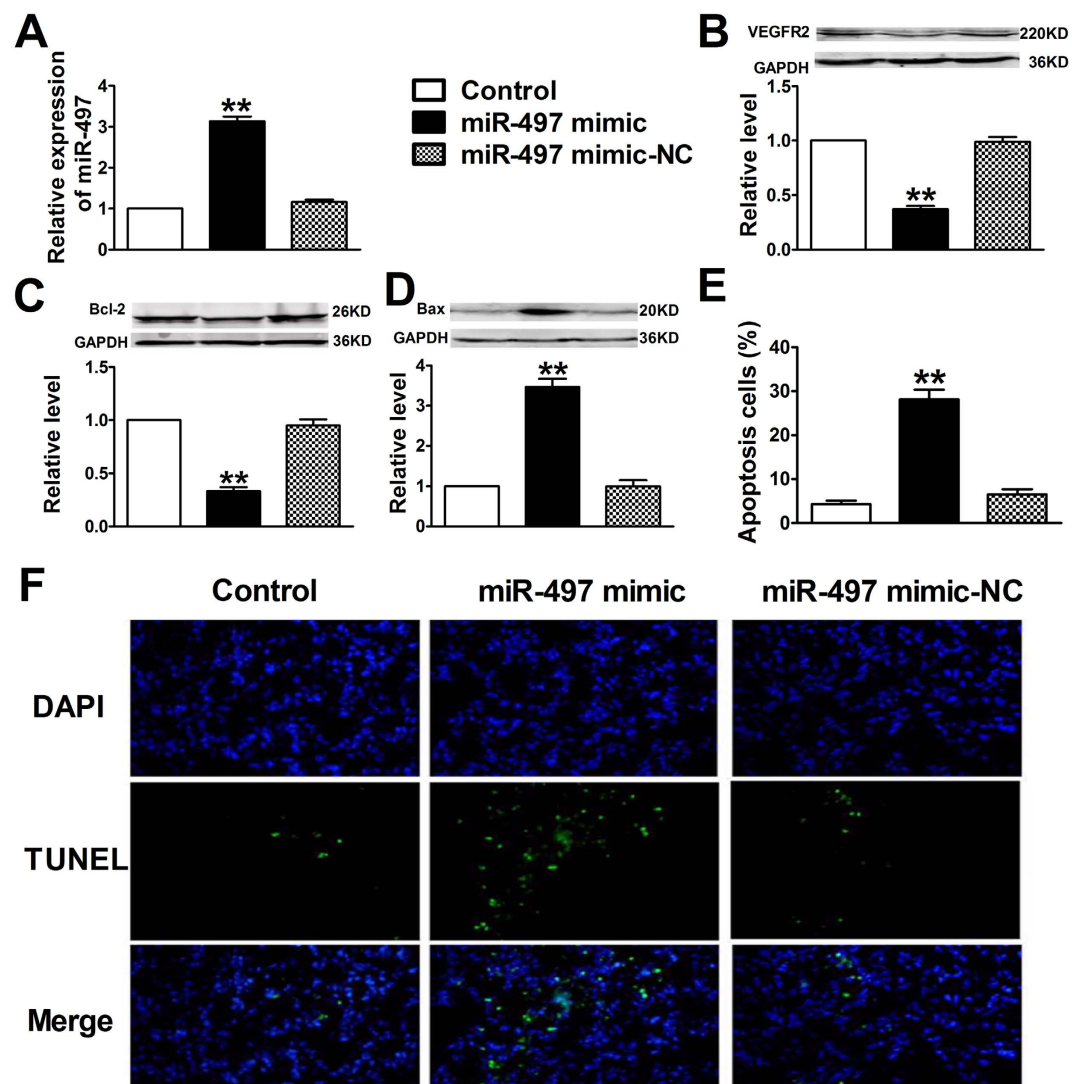 A
Relative expression
of miR-497
4
3
2
1
0
**
Control
miR-497 mimic
miR-497 mimic-NC
B
VEGFR2
220KD
GAPDH
36KD
Relative level
1.5
1.0
0.5
0.0
**
C
Bcl-2
26KD
GAPDH
36KD
Relative level
1.5
1.0
0.5
0.0
**
D
Bax
20KD
GAPDH
36KD
Relative level
4
3
2
1
0
**
E
Apoptosis cells (%)
40
30
20
10
0
**
F
Control
miR-497 mimic
miR-497 mimic-NC
DAPI
TUNEL
Merge